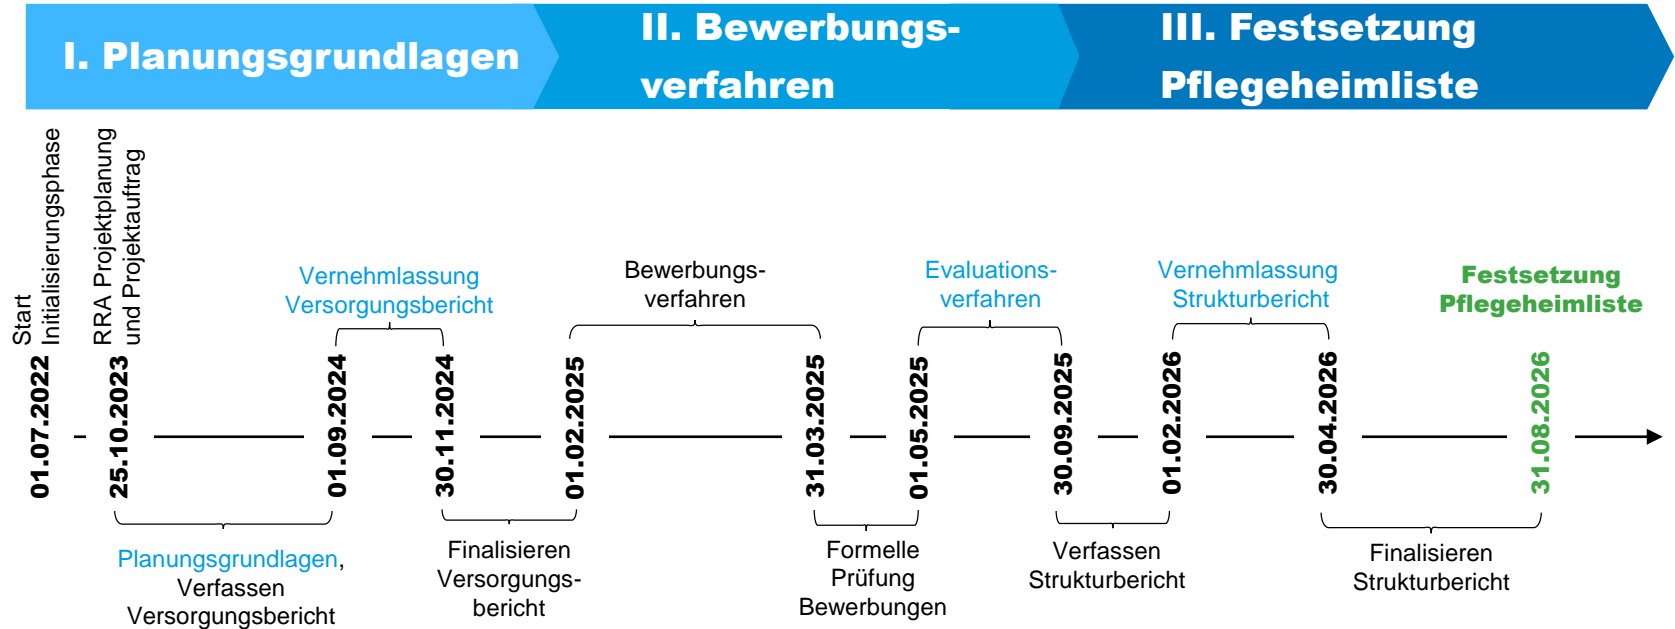 I. Planungsgrundlagen
II. Bewerbungs-
verfahren
III. Festsetzung
Pflegeheimliste
Start
Initialisierungsphase
RRA Projektplanung
und Projektauftrag
Vernehmlassung
Versorgungsbericht
Bewerbungs-
verfahren
Evaluations-
verfahren
Vernehmlassung
Strukturbericht
Festsetzung
Pflegeheimliste
01.07.2022
25.10.2023
01.09.2024
30.11.2024
01.02.2025
31.03.2025
01.05.2025
30.09.2025
01.02.2026
30.04.2026
31.08.2026
Planungsgrundlagen,
Verfassen
Versorgungsbericht
Finalisieren
Versorgungs-
bericht
Formelle
Prüfung
Bewerbungen
Verfassen
Strukturbericht
Finalisieren
Strukturbericht